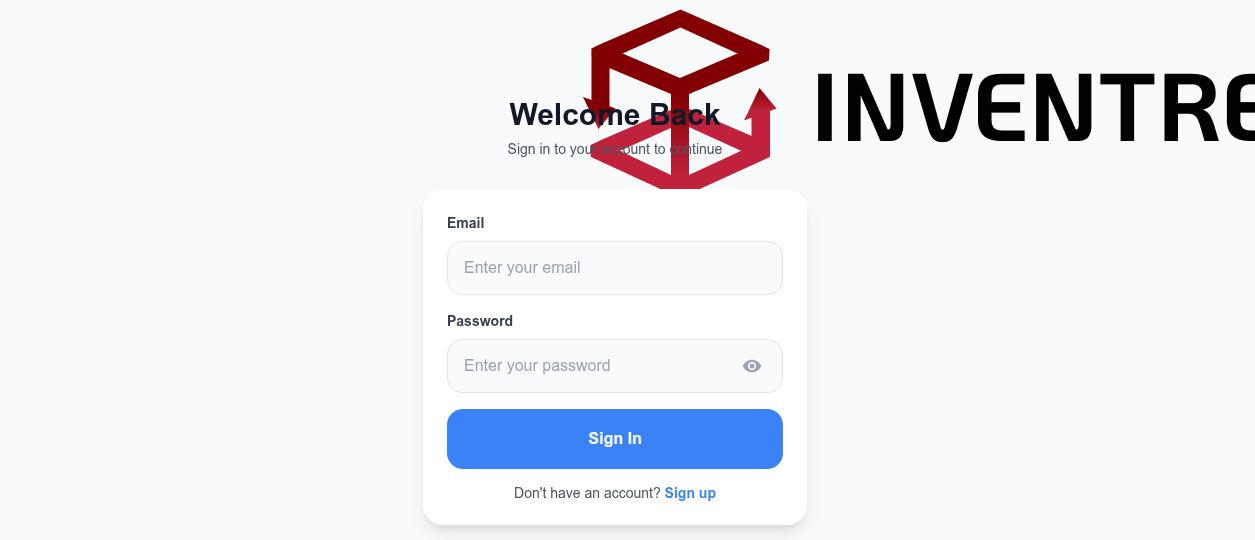 INVENTRE
Welcome Back
Sign in to your account to continue
Email
Enter your email
Password
Enter your password
Sign In
Don't have an account? Sign up